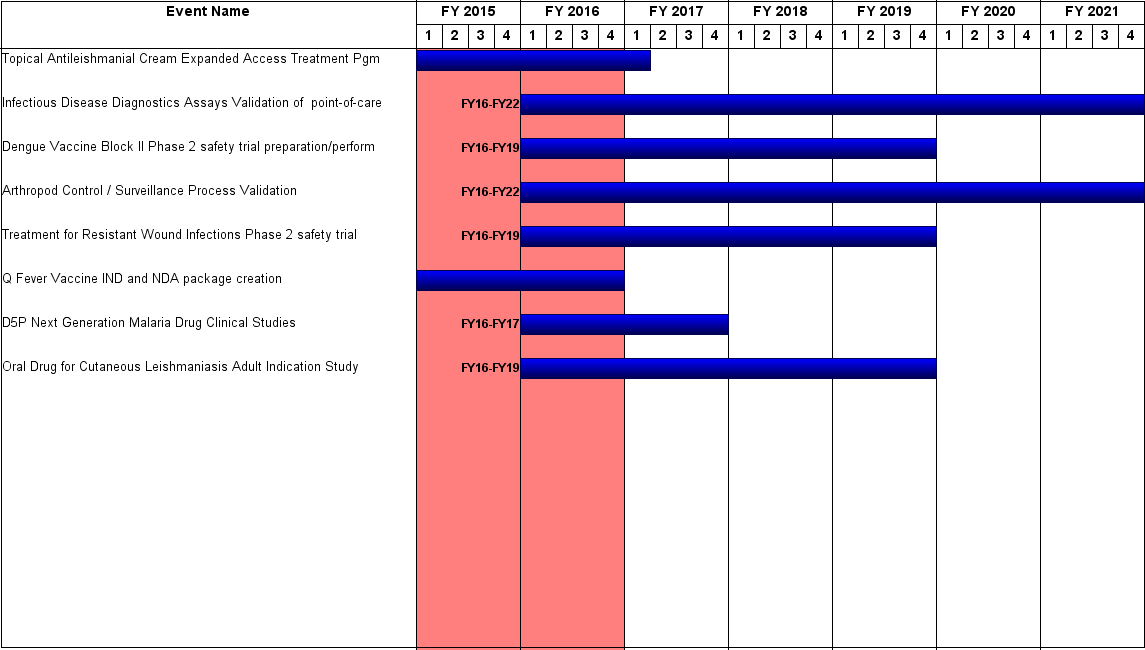 Event Name FY 2015 FY 2016 FY 2017 FY 2018 FY 2019 FY 2020 FY 2021
1 2 3 4 1 2 3 4 1 2 3 4 1 2 3 4 1 2 3 4 1 2 3 4 1 2 3 4
Topical Antileishmanial Cream Expanded Access Treatment Pgm
Infectious Disease Diagnostics Assays Validation of point-of-care FY16-FY22
Dengue Vaccine Block II Phase 2 safety trial preparation/perform FY16-FY19
Arthropod Control / Surveillance Process Validation FY16-FY22
Treatment for Resistant Wound Infections Phase 2 safety trial FY16-FY19
Q Fever Vaccine IND and NDA package creation
D5P Next Generation Malaria Drug Clinical Studies FY16-FY17
Oral Drug for Cutaneous Leishmaniasis Adult Indication Study FY16-FY19